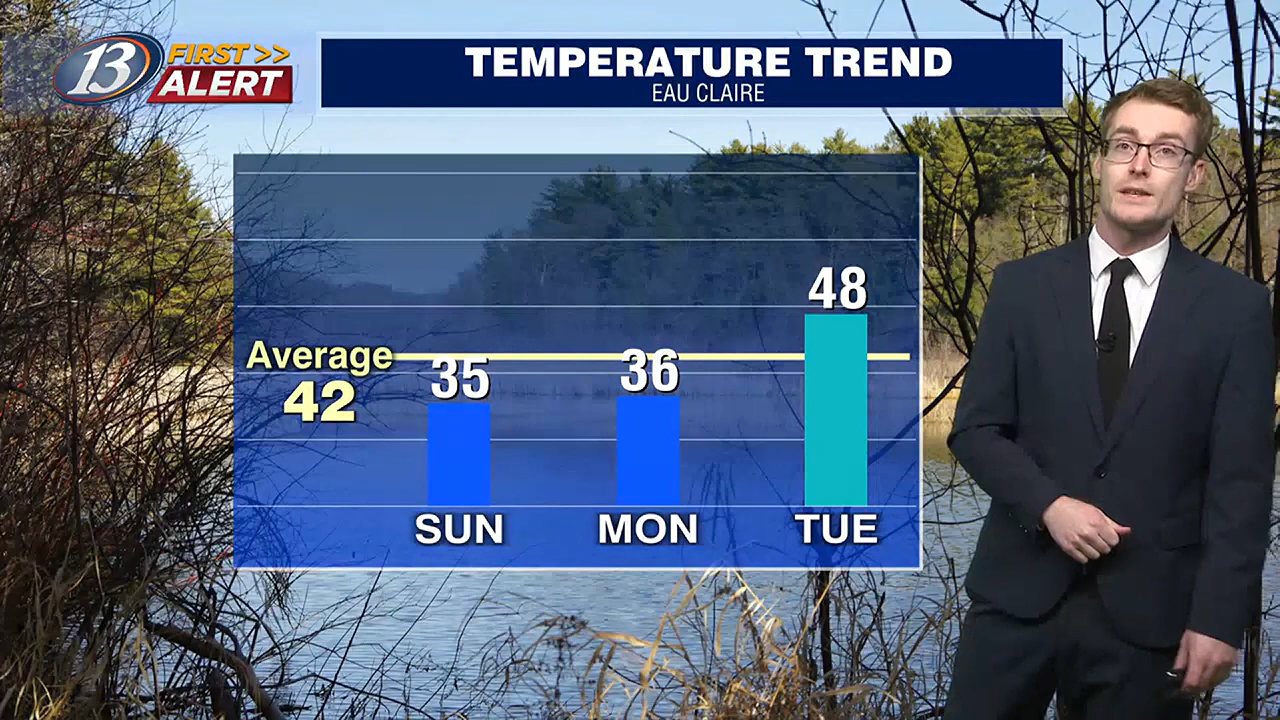 13 FIRST >>
ALERT
TEMPERATURE TREND
EAU CLAIRE
48
Average
42
35
36
SUN MON TUE